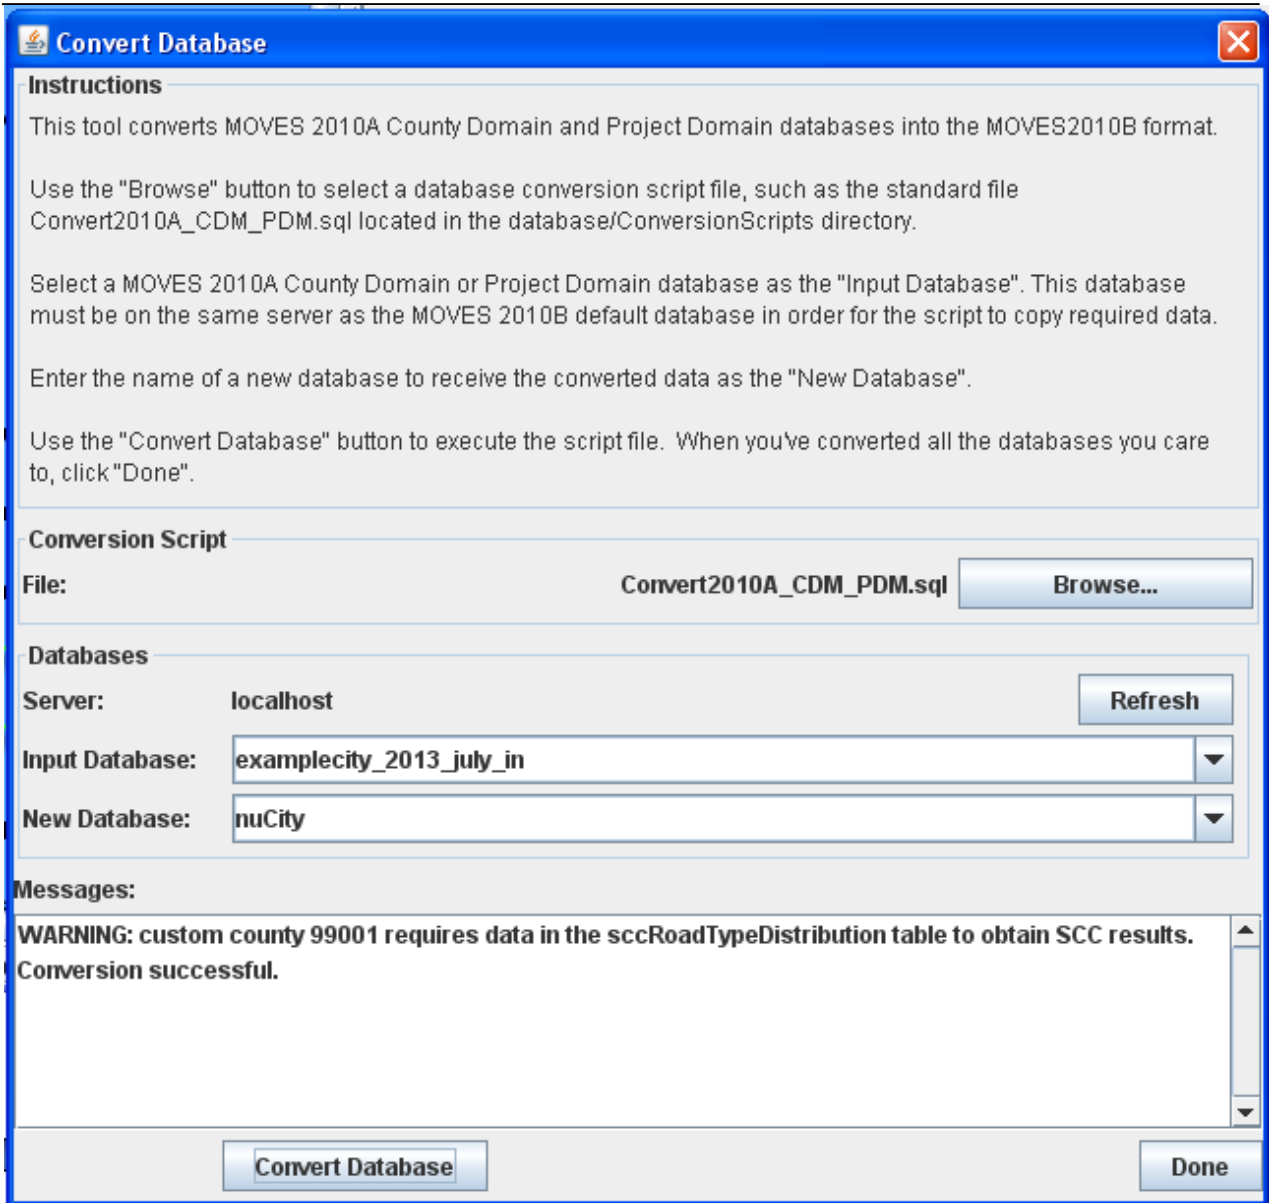 Convert Database
Instructions
This tool converts MOVES 2010A County Domain and Project Domain databases into the MOVES2010B format.
Use the "Browse" button to select a database conversion script file, such as the standard file
Convert2010A_CDM_PDM.sql located in the database/ConversionScripts directory.
Select a MOVES 2010A County Domain or Project Domain database as the "Input Database". This database
must be on the same server as the MOVES 2010B default database in order for the script to copy required data.
Enter the name of a new database to receive the converted data as the "New Database".
Use the "Convert Database" button to execute the script file.  When you've converted all the databases you care
to, click "Done".
Conversion Script
File: Convert2010A_CDM_PDM.sql Browse...
Databases
Server: localhost Refresh
Input Database: examplecity_2013_july_in
New Database: nuCity
Messages:
WARNING: custom county 99001 requires data in the sccRoadTypeDistribution table to obtain SCC results.
Conversion successful.
Convert Database Done